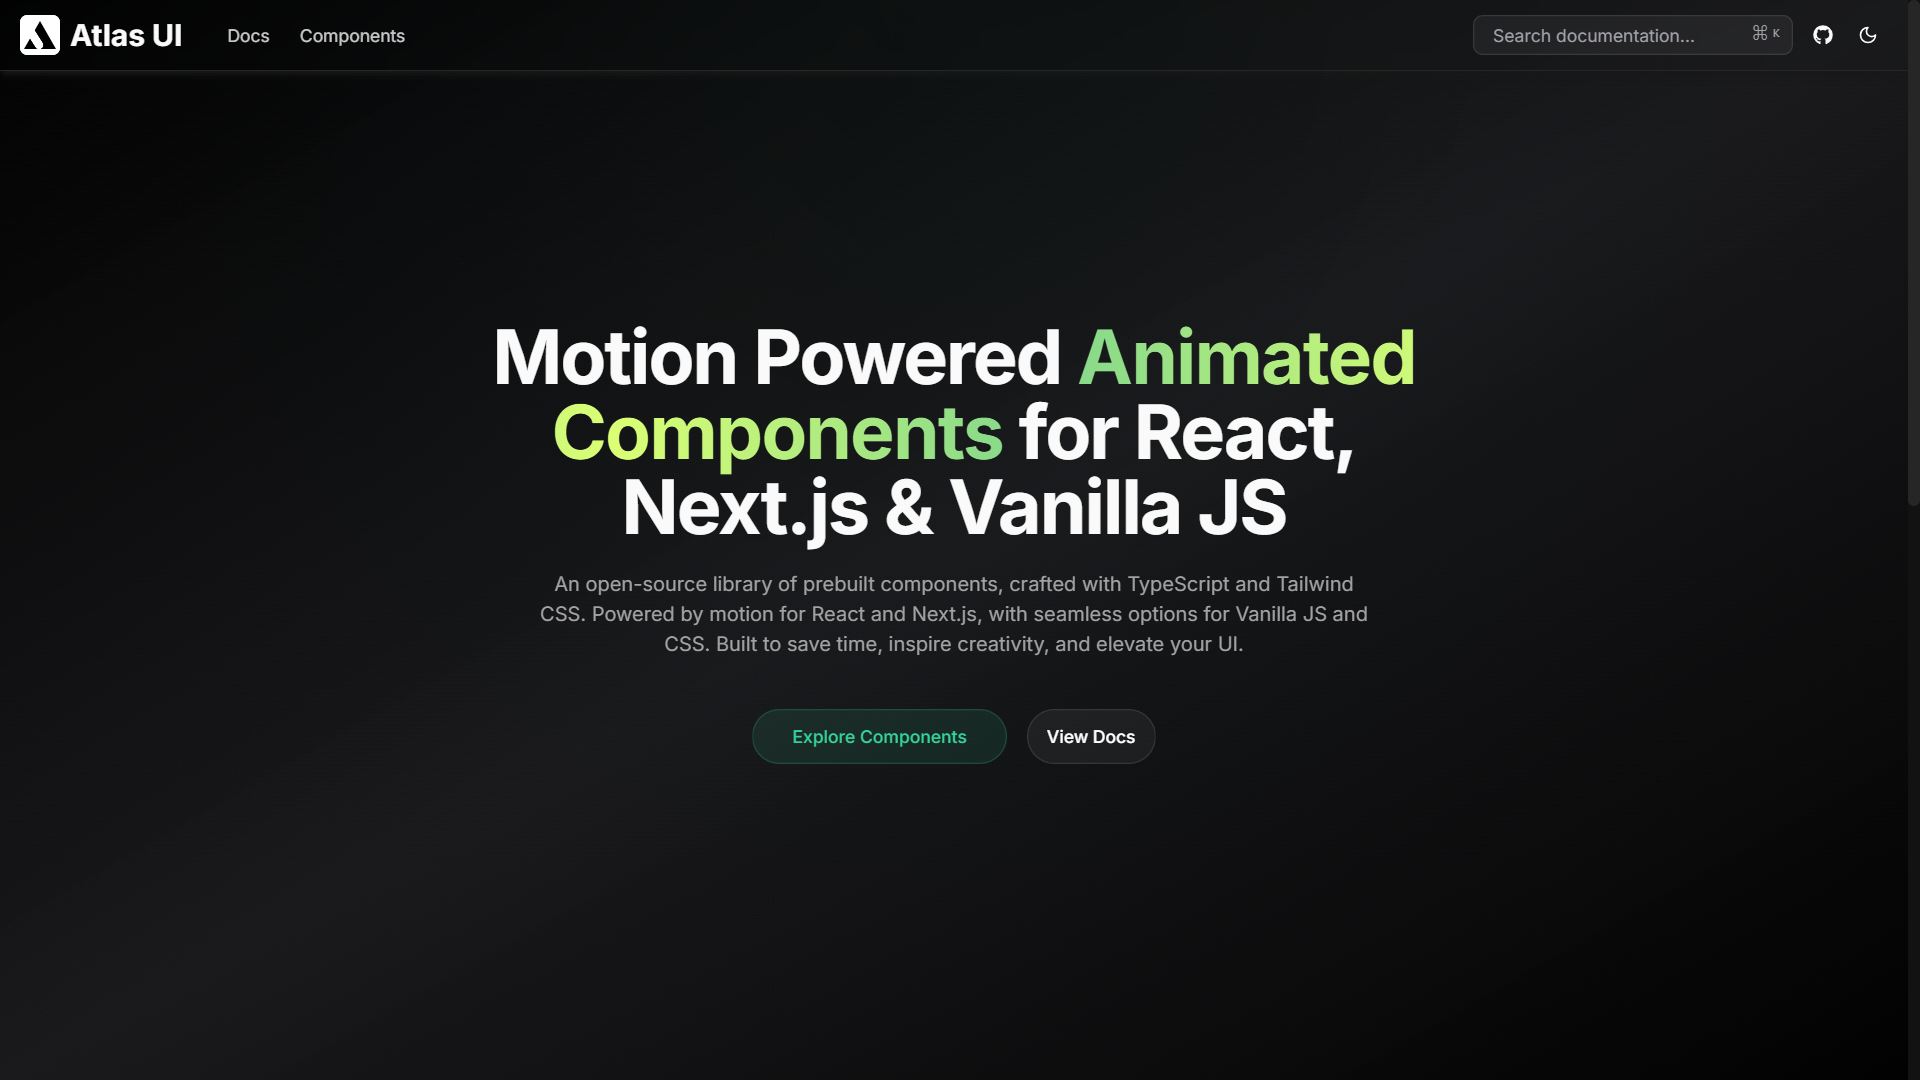 Atlas UI
Docs
Components
Search documentation...
⌘ K
Motion Powered Animated
Components for React,
Next.js & Vanilla JS
An open-source library of prebuilt components, crafted with TypeScript and Tailwind
CSS. Powered by motion for React and Next.js, with seamless options for Vanilla JS and
CSS. Built to save time, inspire creativity, and elevate your UI.
Explore Components
View Docs